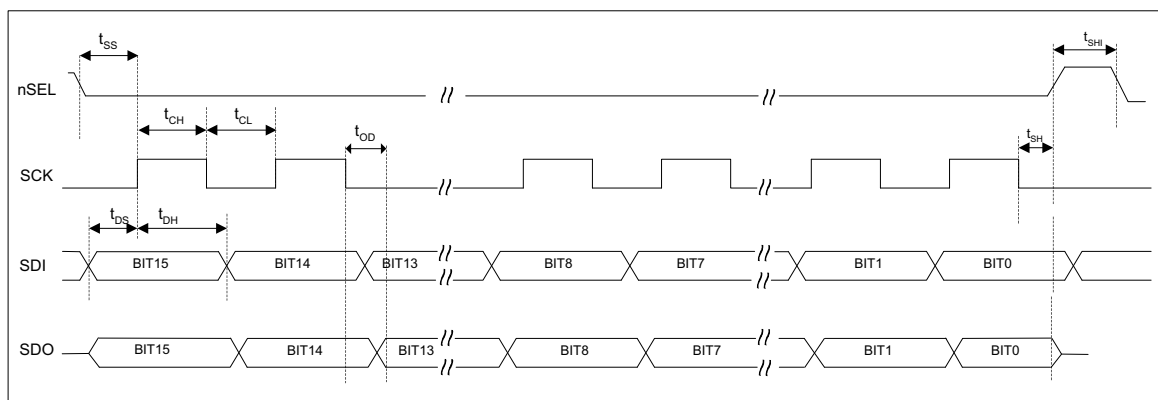 tSS
tSHI
nSEL
tCH
tCL
tOD
tSH
SCK
tDS
tDH
SDI
BIT15
BIT14
BIT13
BIT8
BIT7
BIT1
BIT0
SDO
BIT15
BIT14
BIT13
BIT8
BIT7
BIT1
BIT0